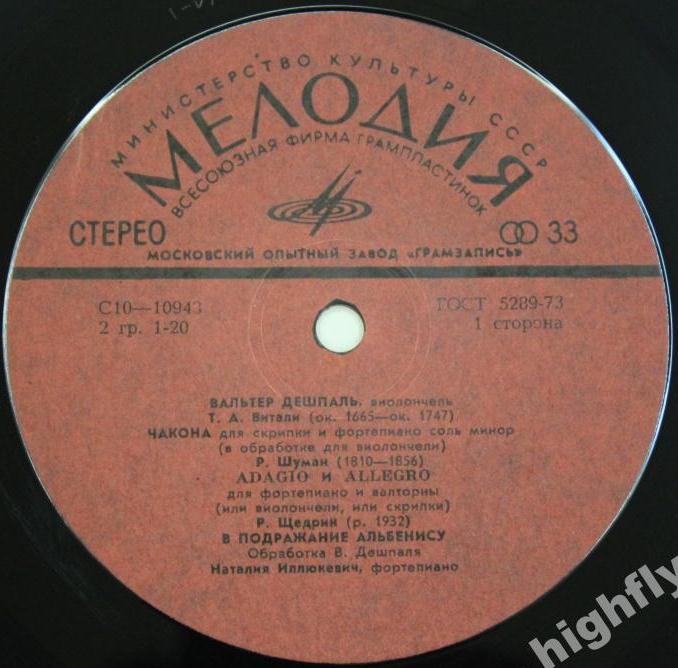 МИНИСТЕРСТВО КУЛЬТУРЫ СССР
МЕЛОДИЯ
ВСЕСОЮЗНАЯ ФИРМА ГРАМПЛАСТИНОК
СТЕРЕО
33
МОСКОВСКИЙ ОПЫТНЫЙ ЗАВОД «ГРАМЗАПИСЬ»
С10—10943 ГОСТ 5289-73
2 гр. 1-20 1 сторона
ВАЛЬТЕР ДЕШПАЛЬ, виолончель
Т. А. Витали (ок. 1665—ок. 1747)
ЧАКОНА для скрипки и фортепиано соль минор
(в обработке для виолончели)
Р. Шуман (1810—1856)
ADAGIO и ALLEGRO
для фортепиано и валторны
(или виолончели, или скрипки)
Р. Щедрин (р. 1932)
В ПОДРАЖАНИЕ АЛЬБЕНИСУ
Обработка В. Дешпаля
Наталия Иллюкевич, фортепиано
highfly